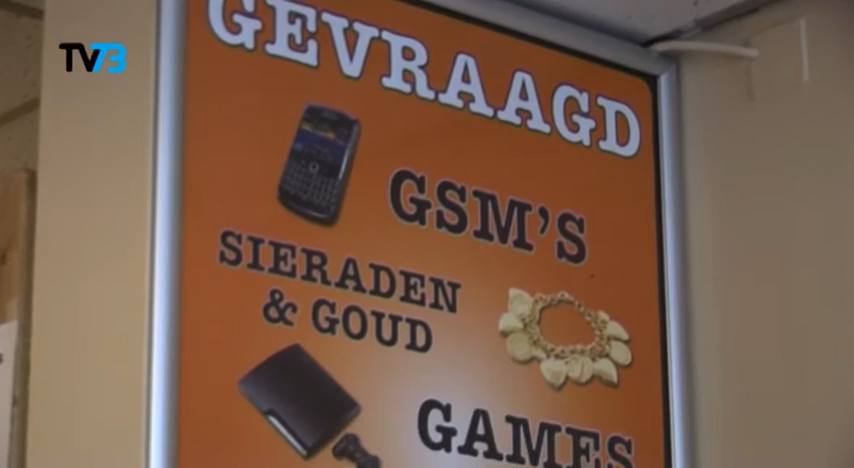 TV73
GEVRAAGD
GSM'S
SIERADEN
& GOUD
GAMES